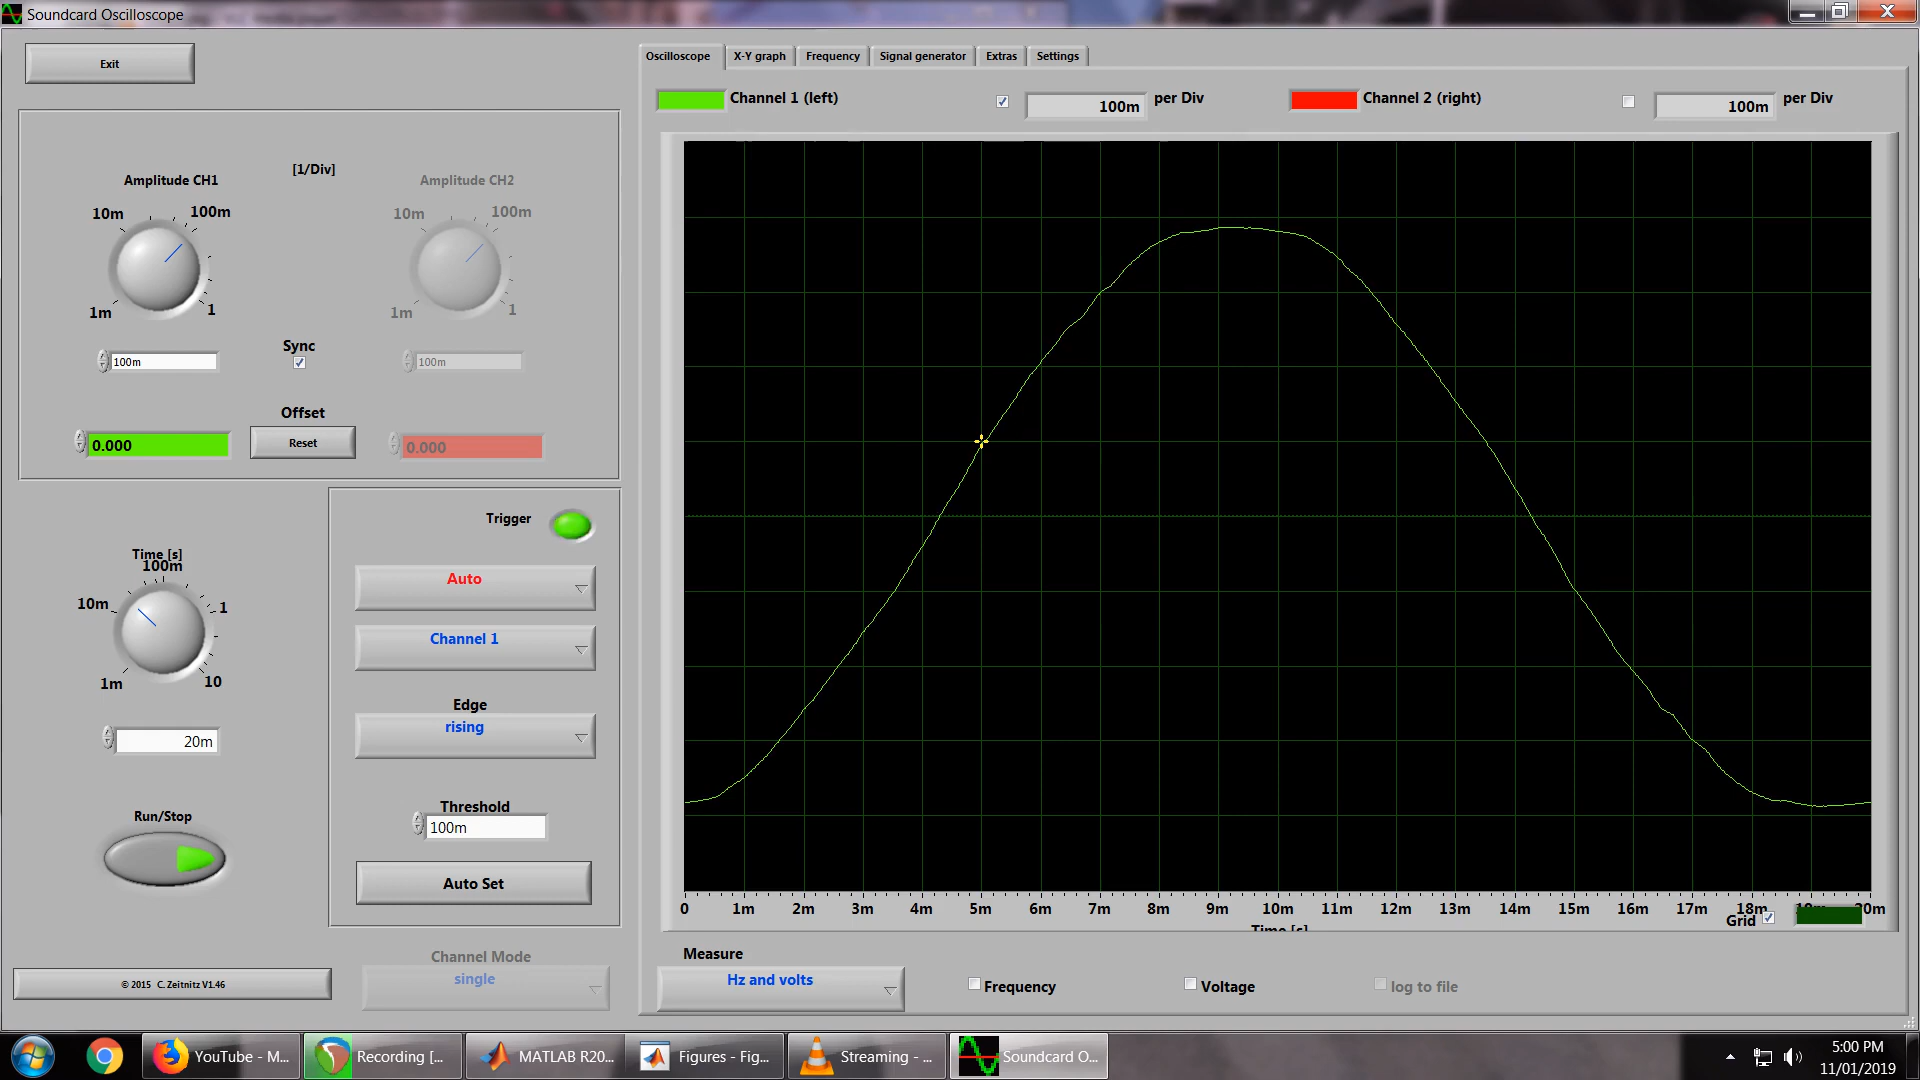 Soundcard Oscilloscope
Exit
Oscilloscope X-Y graph Frequency Signal generator Extras Settings
Channel 1 (left) 100m per Div Channel 2 (right) 100m per Div
[1/Div]
Amplitude CH1 Amplitude CH2
10m 100m 10m 100m
1m 1 1m 1
Sync
100m 100m
Offset
0.000 Reset 0.000
Trigger
Time [s]
100m
10m 1
1m 10
20m
Auto
Channel 1
Edge
rising
Threshold
100m
Run/Stop
Auto Set
0 1m 2m 3m 4m 5m 6m 7m 8m 9m 10m 11m 12m 13m 14m 15m 16m 17m 18m 19m 20m
Time [s]
Grid
Channel Mode
single
Measure
Hz and volts Frequency Voltage log to file
© 2015 C. Zeitnitz V1.46
YouTube - M... Recording [... MATLAB R20... Figures - Fig... Streaming - ... Soundcard O...
5:00 PM
11/01/2019